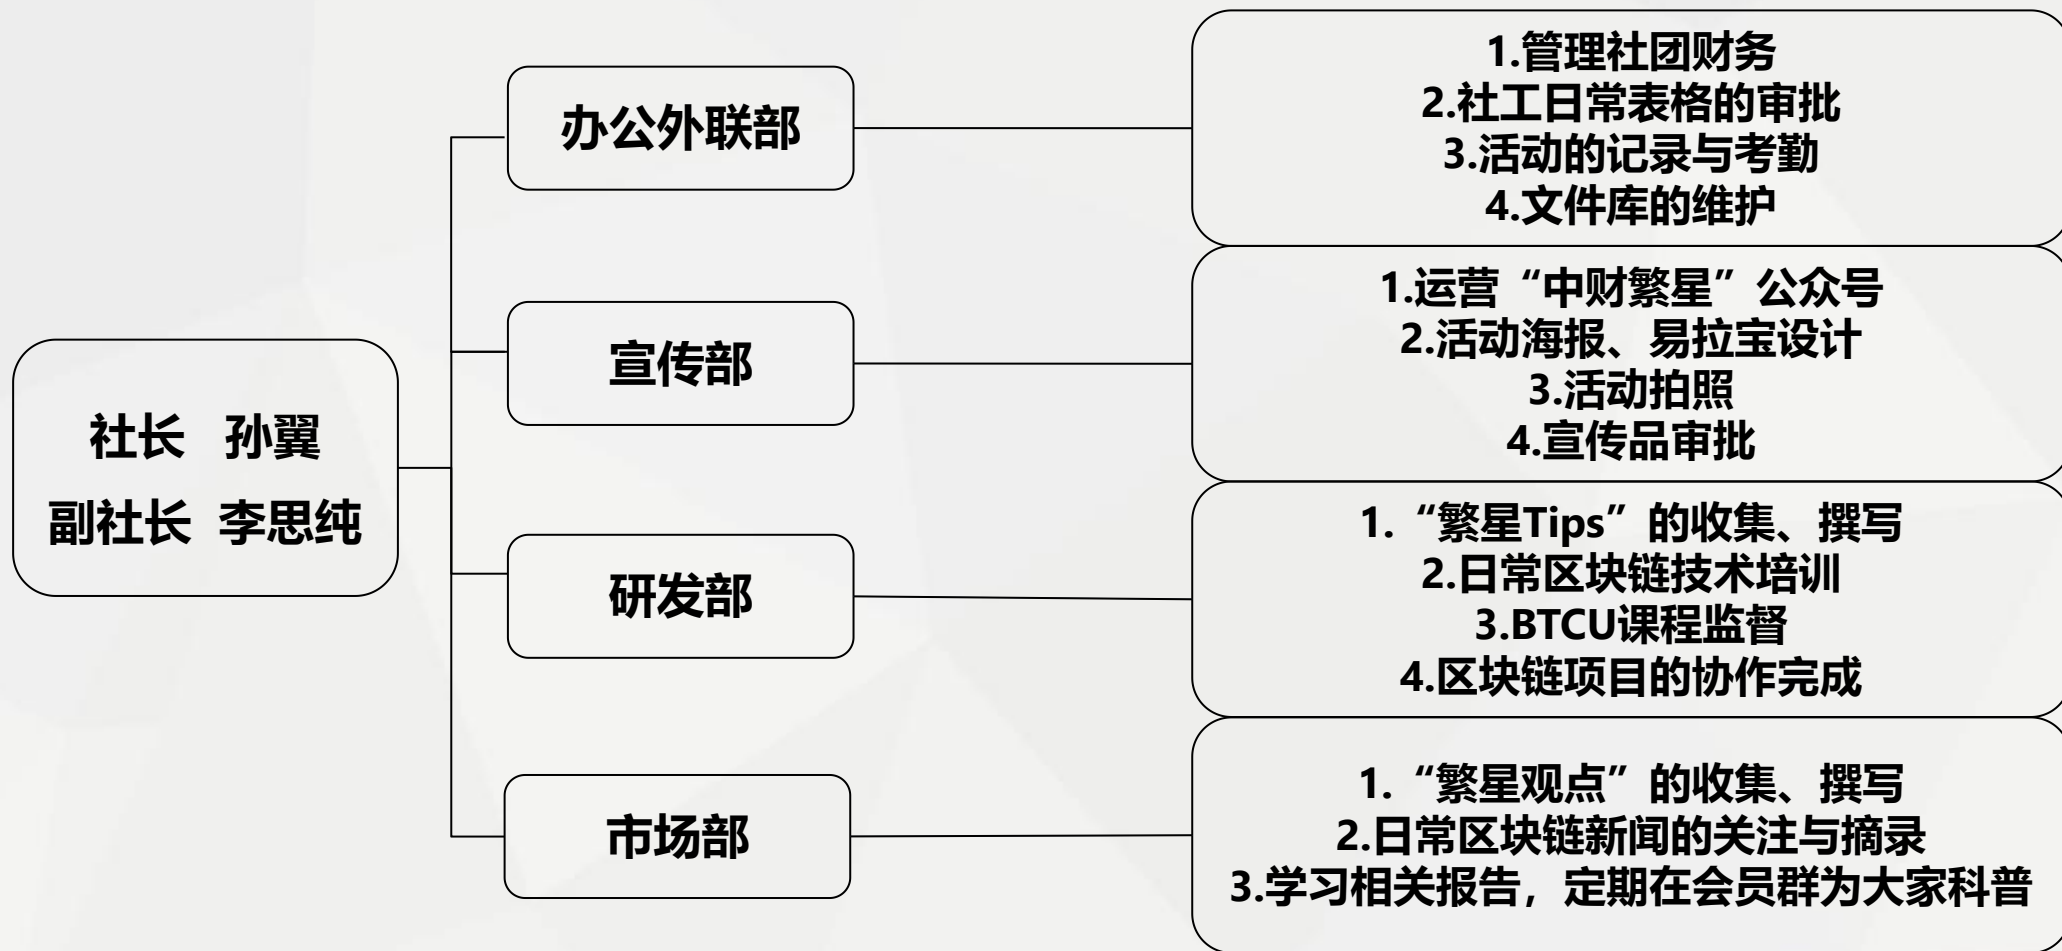 社长 孙翼
副社长 李思纯
办公外联部
1.管理社团财务
2.社工日常表格的审批
3.活动的记录与考勤
4.文件库的维护
宣传部
1.运营“中财繁星”公众号
2.活动海报、易拉宝设计
3.活动拍照
4.宣传品审批
研发部
1.“繁星Tips”的收集、撰写
2.日常区块链技术培训
3.BTCU课程监督
4.区块链项目的协作完成
市场部
1.“繁星观点”的收集、撰写
2.日常区块链新闻的关注与摘录
3.学习相关报告，定期在会员群为大家科普